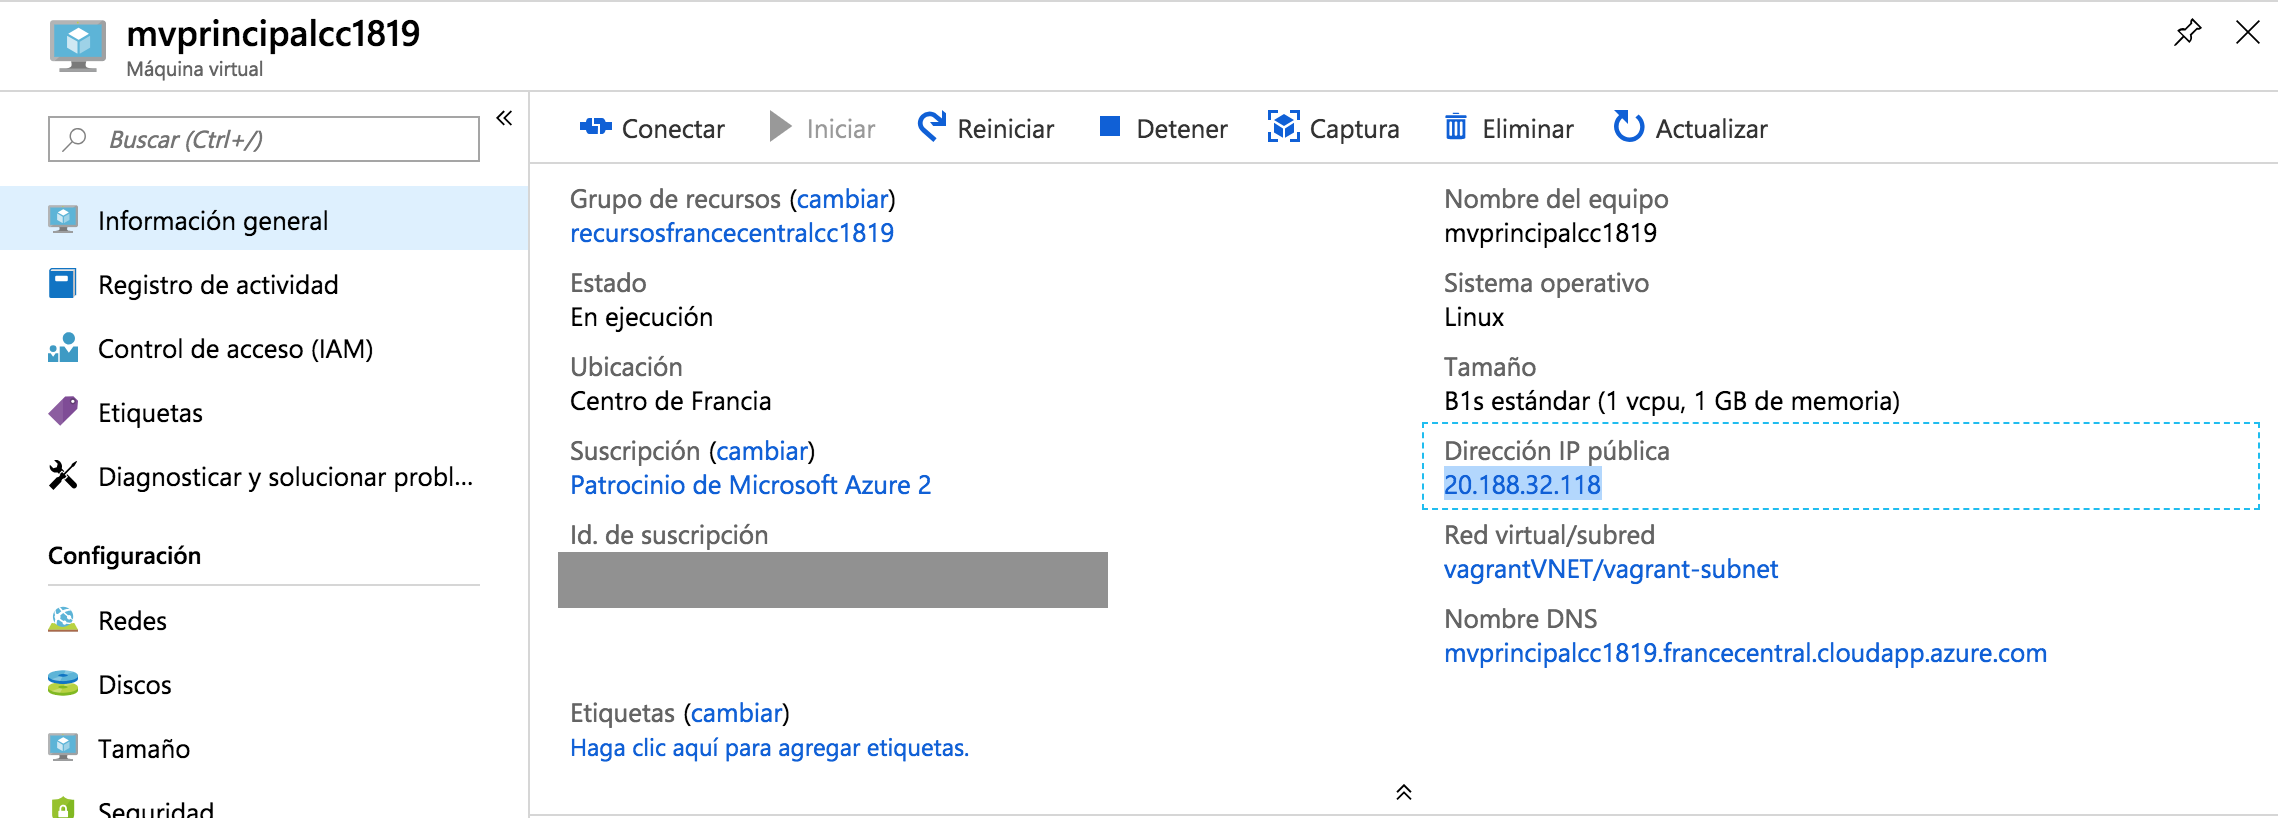 mvprincipalcc1819
Máquina virtual
Buscar (Ctrl+/)
«
Información general
Registro de actividad
Control de acceso (IAM)
Etiquetas
Diagnosticar y solucionar probl...
Configuración
Redes
Discos
Tamaño
Seguridad
Conectar
Iniciar
Reiniciar
Detener
Captura
Eliminar
Actualizar
Grupo de recursos (cambiar)
recursosfrancecentralcc1819
Estado
En ejecución
Ubicación
Centro de Francia
Suscripción (cambiar)
Patrocinio de Microsoft Azure 2
Id. de suscripción
Etiquetas (cambiar)
Haga clic aquí para agregar etiquetas.
Nombre del equipo
mvprincipalcc1819
Sistema operativo
Linux
Tamaño
B1s estándar (1 vcpu, 1 GB de memoria)
Dirección IP pública
20.188.32.118
Red virtual/subred
vagrantVNET/vagrant-subnet
Nombre DNS
mvprincipalcc1819.francecentral.cloudapp.azure.com